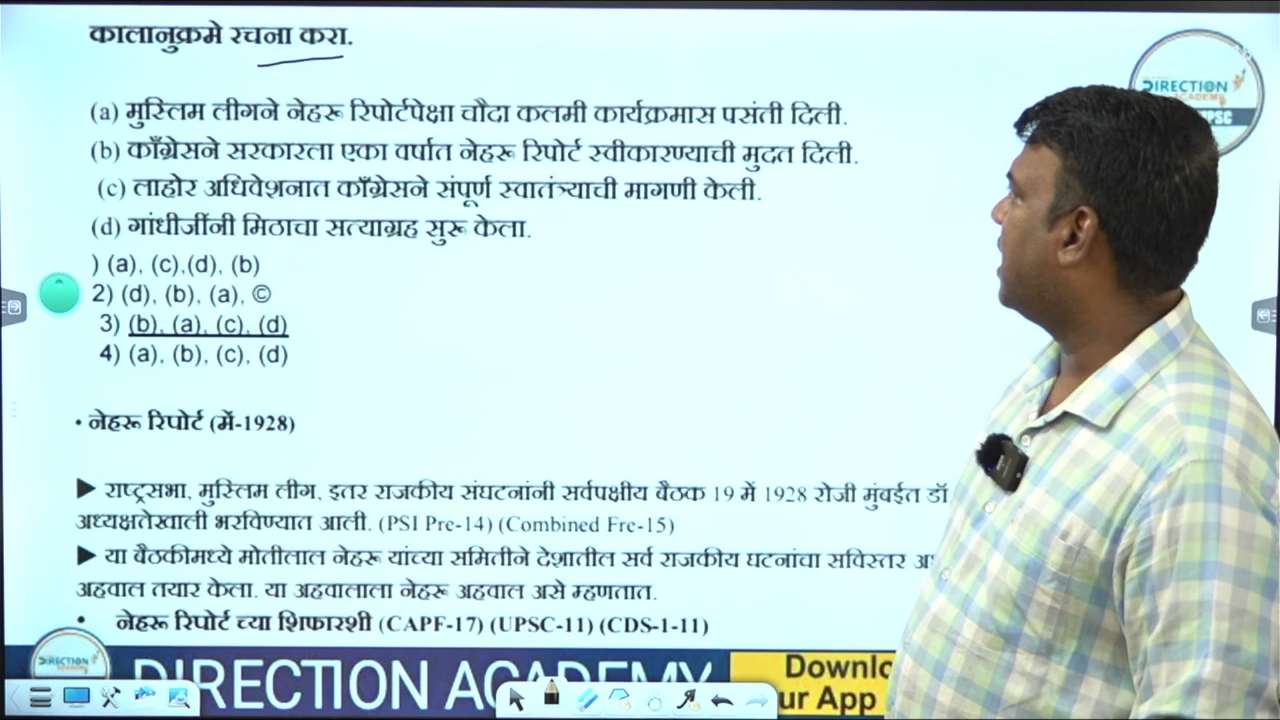 कालानुक्रमे रचना करा.
DIRECTION
ACADEMY
(a) मुस्लिम लीगने नेहरू रिपोर्टपेक्षा चौदा कलमी कार्यक्रमास पसंती दिली.
(b) काँग्रेसने सरकारला एका वर्षात नेहरू रिपोर्ट स्वीकारण्याची मुदत दिली.
(c) लाहोर अधिवेशनात काँग्रेसने संपूर्ण स्वातंत्र्याची मागणी केली.
(d) गांधीजींनी मिठाचा सत्याग्रह सुरू केला.
) (a), (c),(d), (b)
2) (d), (b), (a), ©
3) (b), (a), (c), (d)
4) (a), (b), (c), (d)
• नेहरू रिपोर्ट (में-1928)
▶ राष्ट्रसभा, मुस्लिम लीग, इतर राजकीय संघटनांनी सर्वपक्षीय बैठक 19 में 1928 रोजी मुंबईत डॉ
अध्यक्षतेखाली भरविण्यात आली. (PSI Pre-14) (Combined Fre-15)
▶ या बैठकीमध्ये मोतीलाल नेहरू यांच्या समितीने देशातील सर्व राजकीय घटनांचा सविस्तर
अहवाल तयार केला. या अहवालाला नेहरू अहवाल असे म्हणतात.
• नेहरू रिपोर्ट च्या शिफारशी (CAPF-17) (UPSC-11) (CDS-1-11)
DIRECTION
ACADEMY
DIRECTION ACADEMY
Downlo
ur App